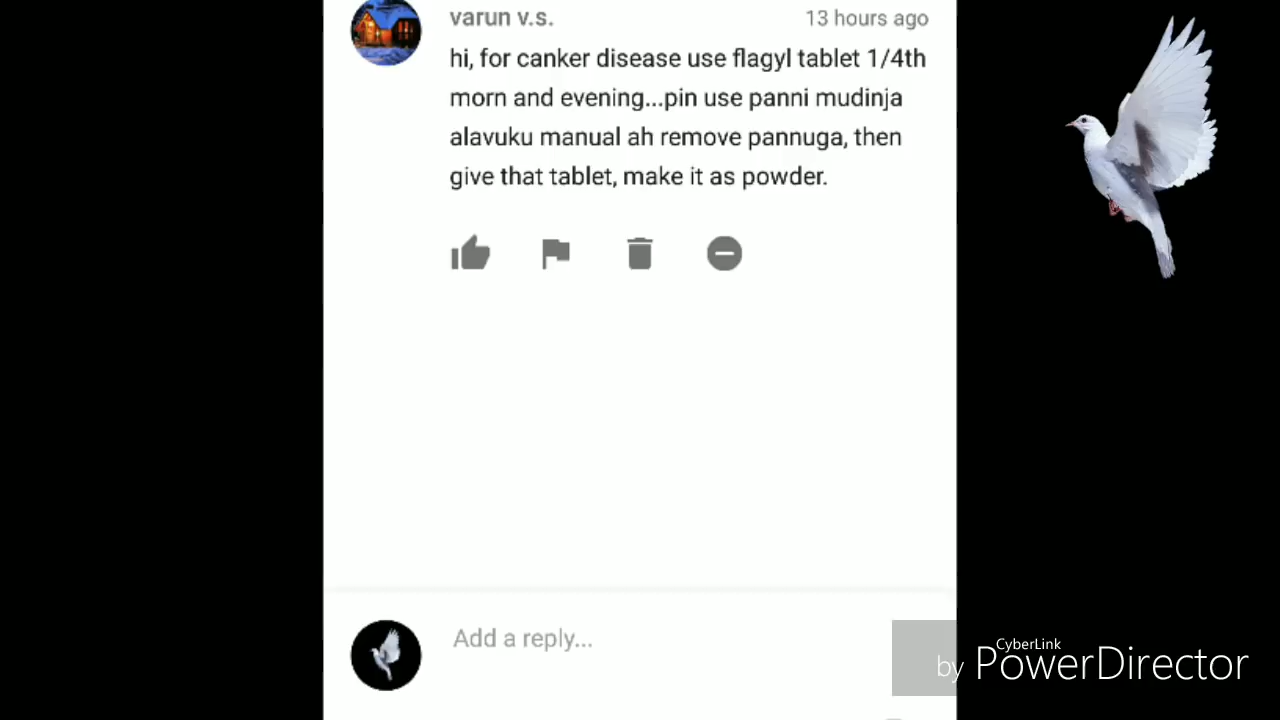 varun v.s.
13 hours ago
hi, for canker disease use flagyl tablet 1/4th
morn and evening...pin use panni mudinja
alavuku manual ah remove pannuga, then
give that tablet, make it as powder.
Add a reply...
CyberLink
by PowerDirector